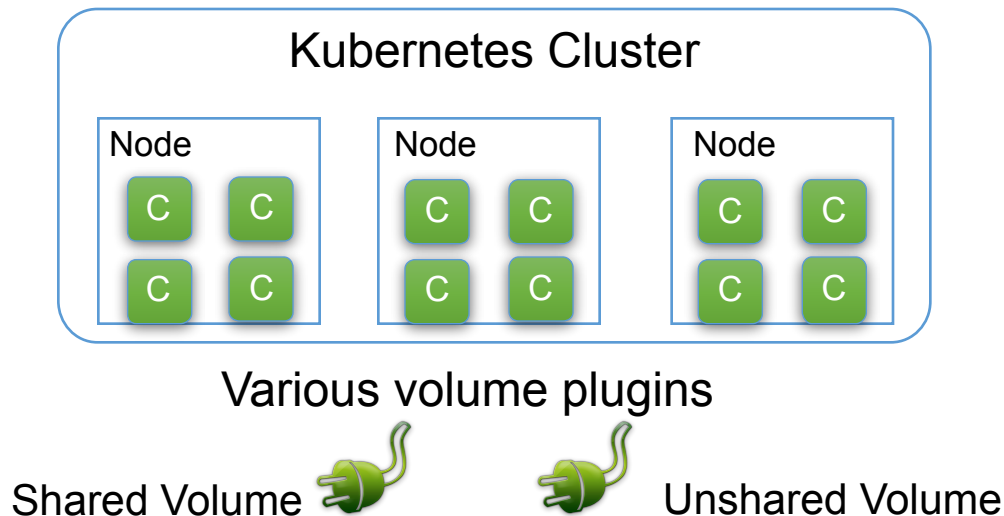 Kubernetes Cluster
Node
C C
C C
Node
C C
C C
Node
C C
C C
Various volume plugins
Shared Volume
Unshared Volume